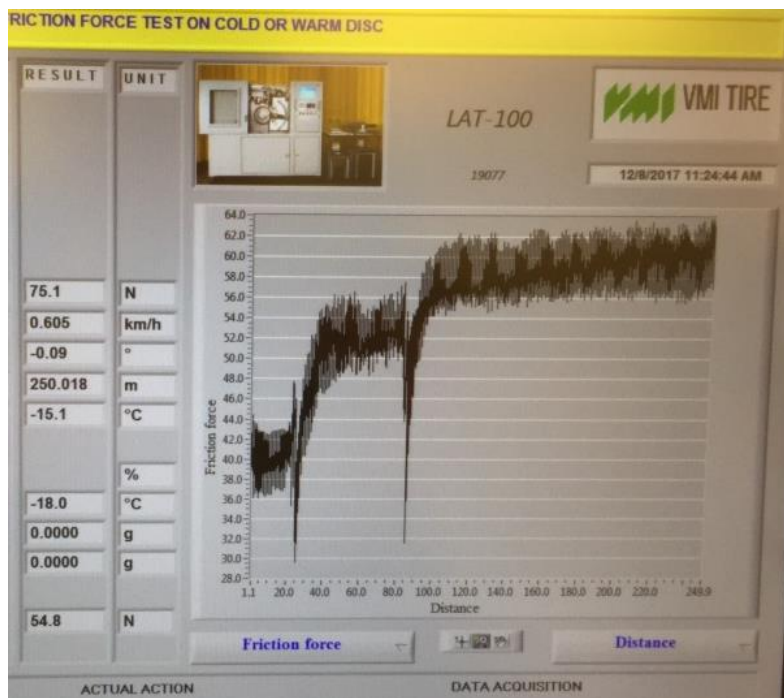 RICTION FORCE TEST ON COLD OR WARM DISC
RESULT UNIT
LAT-100
VMI VMI TIRE
19077
12/8/2017 11:24:44 AM
75.1 N
0.605 km/h
-0.09 °
250.018 m
-15.1 °C
%
-18.0 °C
0.0000 g
0.0000 g
54.8 N
64.0
62.0
60.0
58.0
56.0
54.0
52.0
50.0
48.0
46.0
44.0
42.0
40.0
38.0
36.0
34.0
32.0
30.0
28.0
Friction force
1.1 20.0 40.0 60.0 80.0 100.0 120.0 140.0 160.0 180.0 200.0 220.0 249.9
Distance
Friction force Distance
ACTUAL ACTION DATA ACQUISITION